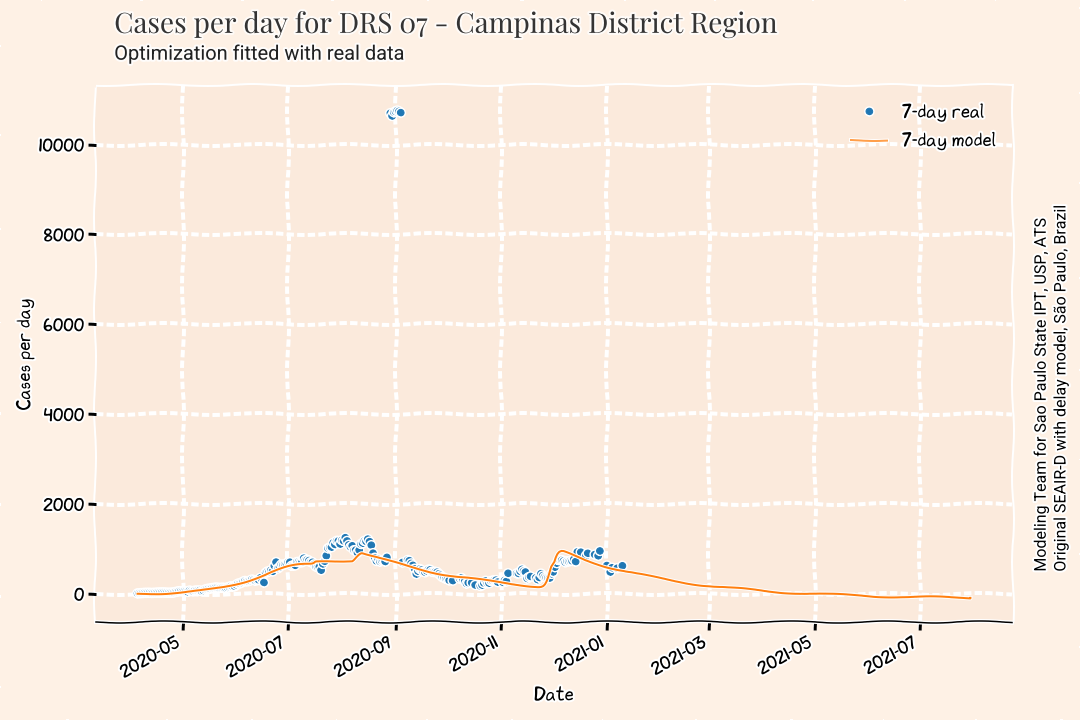 Cases per day for DRS 07 - Campinas District Region
Optimization fitted with real data
7-day real
7-day model
10000
8000
6000
4000
2000
0
Cases per day
2020-05
2020-07
2020-09
2020-11
2021-01
2021-03
2021-05
2021-07
Date
Modeling Team for Sao Paulo State IPT, USP, ATS
Original SEAIR-D with delay model, São Paulo, Brazil